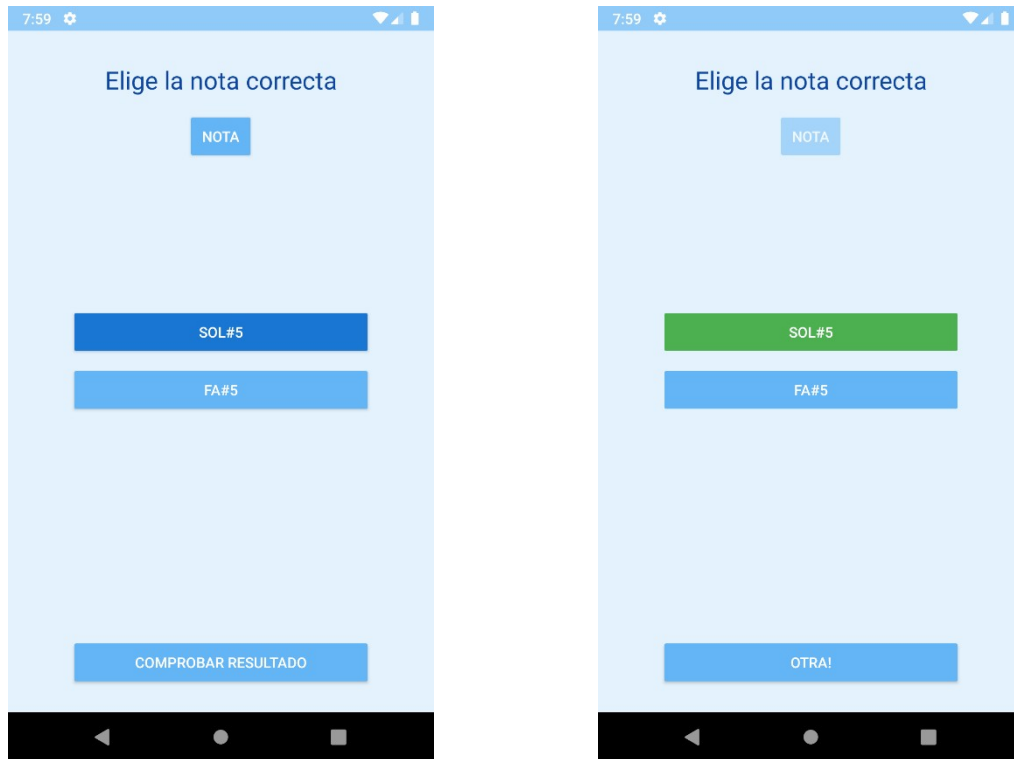 7:59
Elige la nota correcta
NOTA
SOL#5
FA#5
COMPROBAR RESULTADO
7:59
Elige la nota correcta
NOTA
SOL#5
FA#5
OTRA!